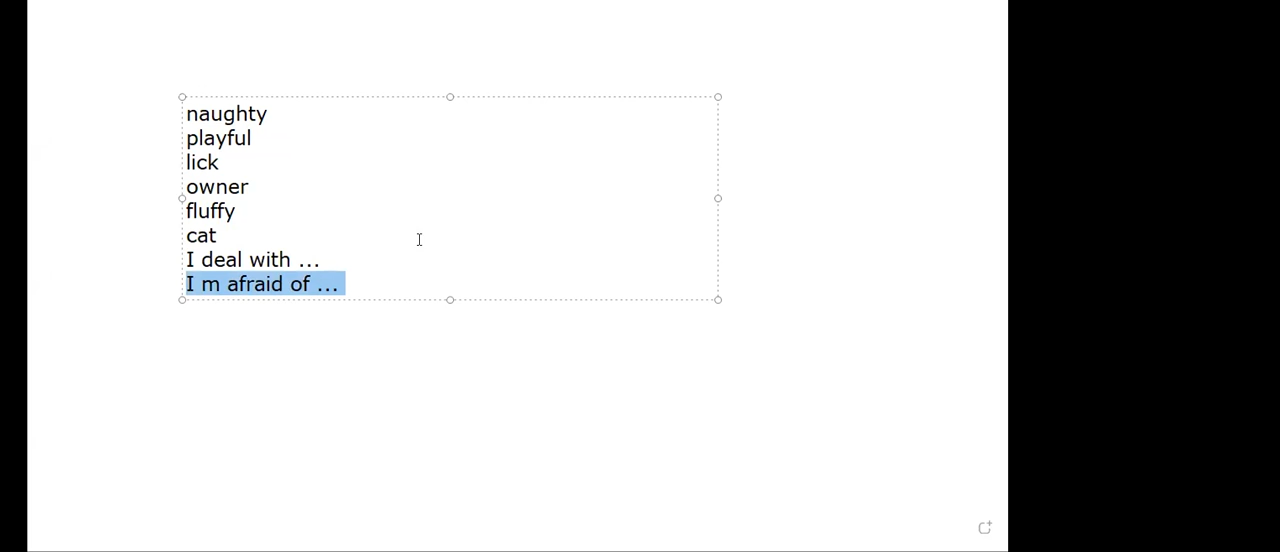 naughty
playful
lick
owner
fluffy
cat
I deal with ...
I m afraid of ...